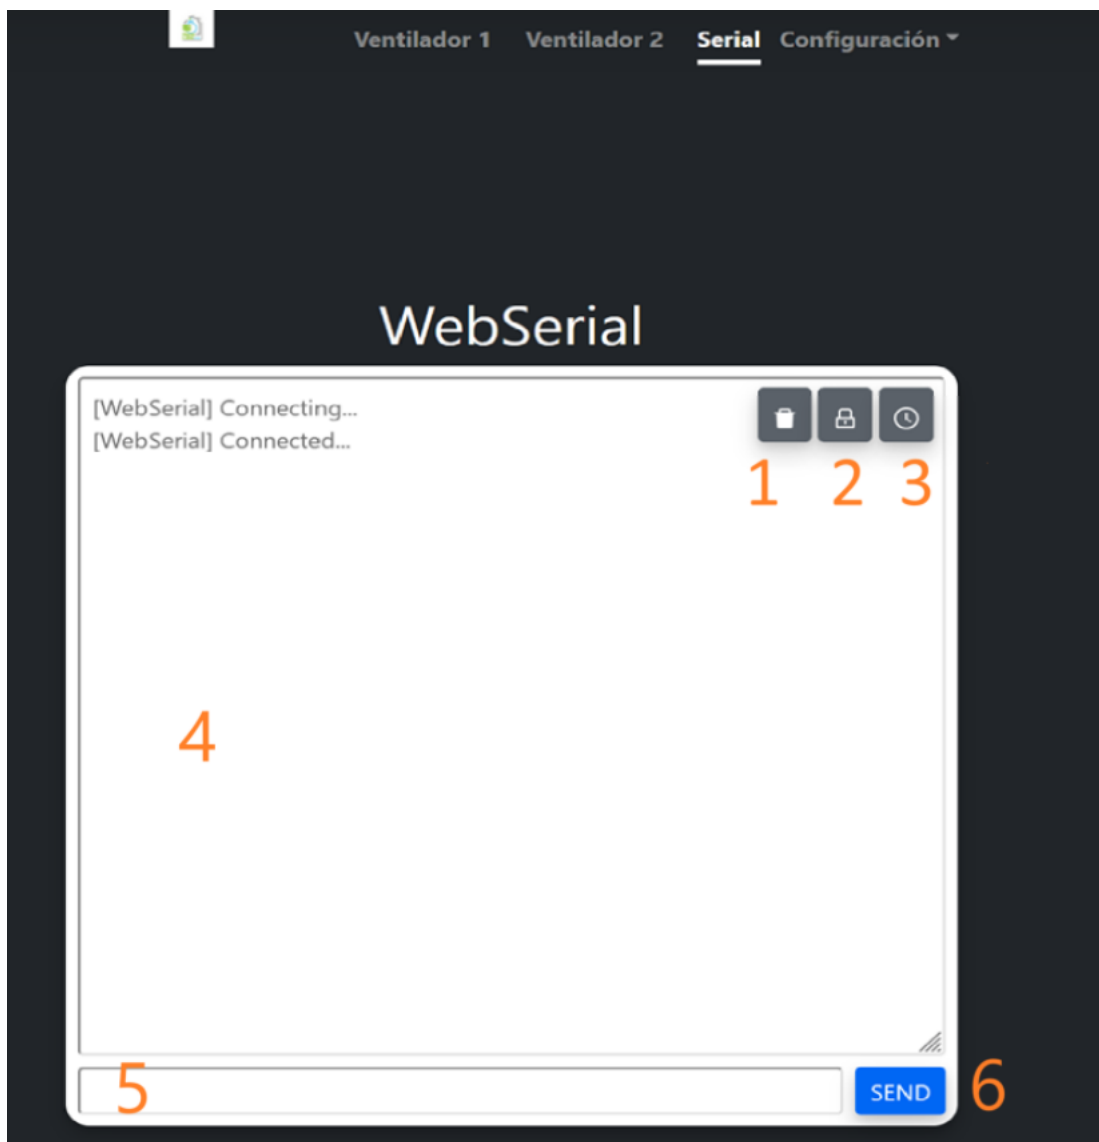 Ventilador 1 Ventilador 2 Serial Configuración
WebSerial
[WebSerial] Connecting...
[WebSerial] Connected...
1 2 3
4
5 SEND 6